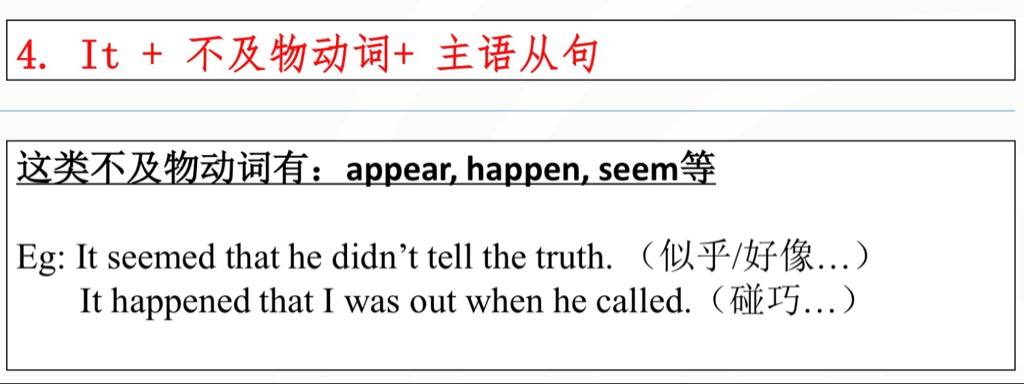 4. It + 不及物动词+ 主语从句
这类不及物动词有：appear, happen, seem等
Eg: It seemed that he didn’t tell the truth. （似乎/好像…）
It happened that I was out when he called.（碰巧…）